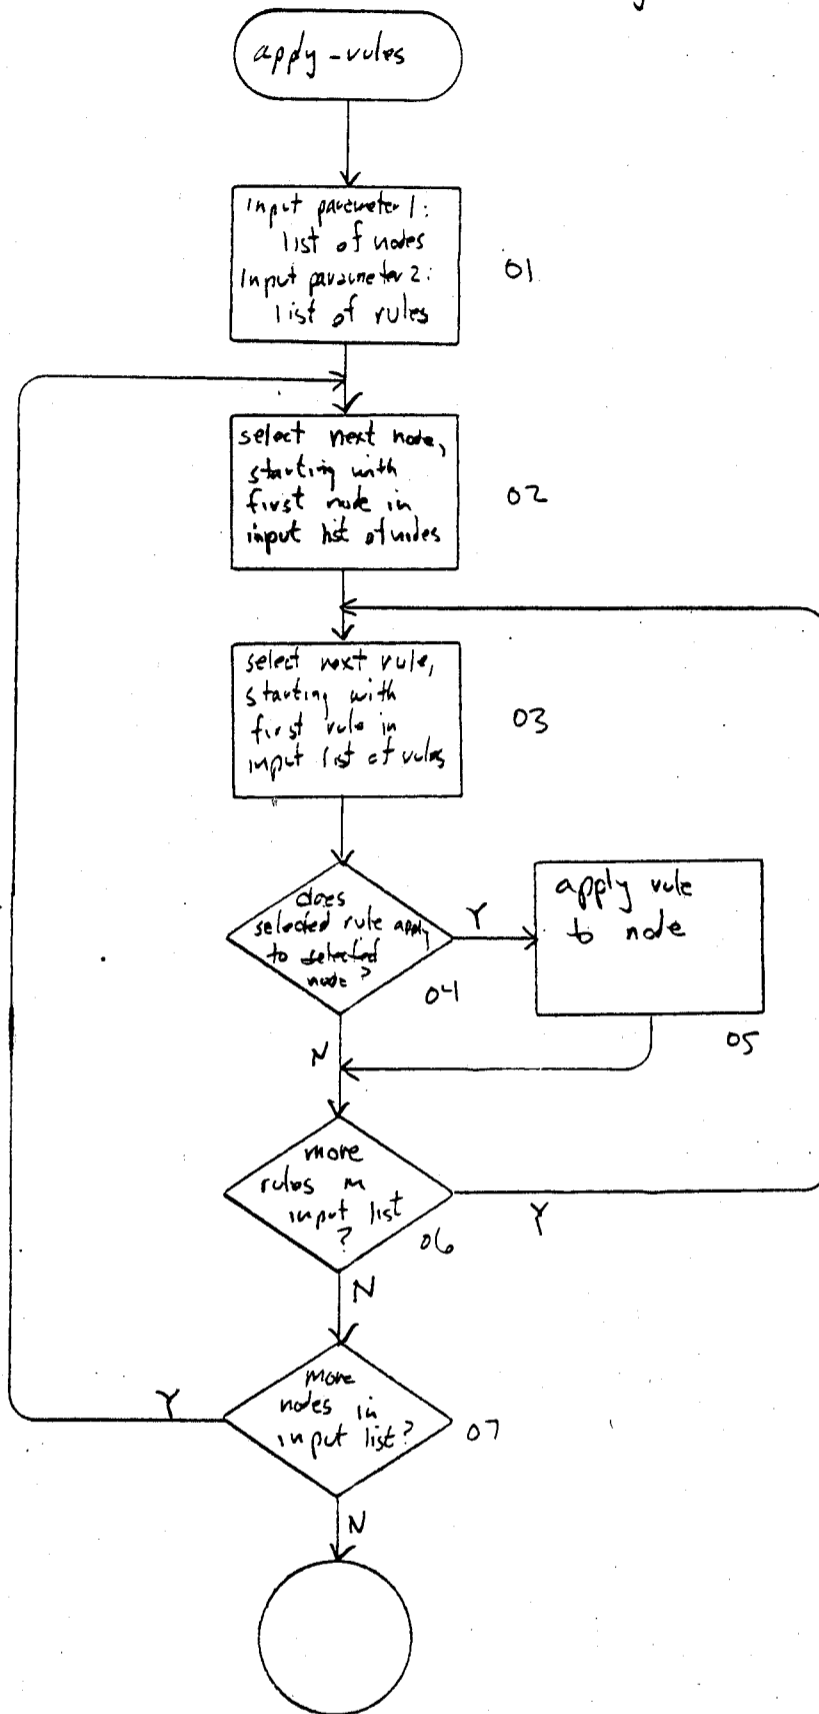 apply-rules
Input parameter 1:
list of nodes
Input parameter 2:
list of rules
01
select next node,
starting with
first node in
input list of nodes
02
select next rule,
starting with
first rule in
input list of rules
03
does
selected rule apply
to selected
node?
Y
04
apply rule
to node
05
N
more
rules in
input list
?
06
Y
N
more
nodes in
input list?
07
Y
N